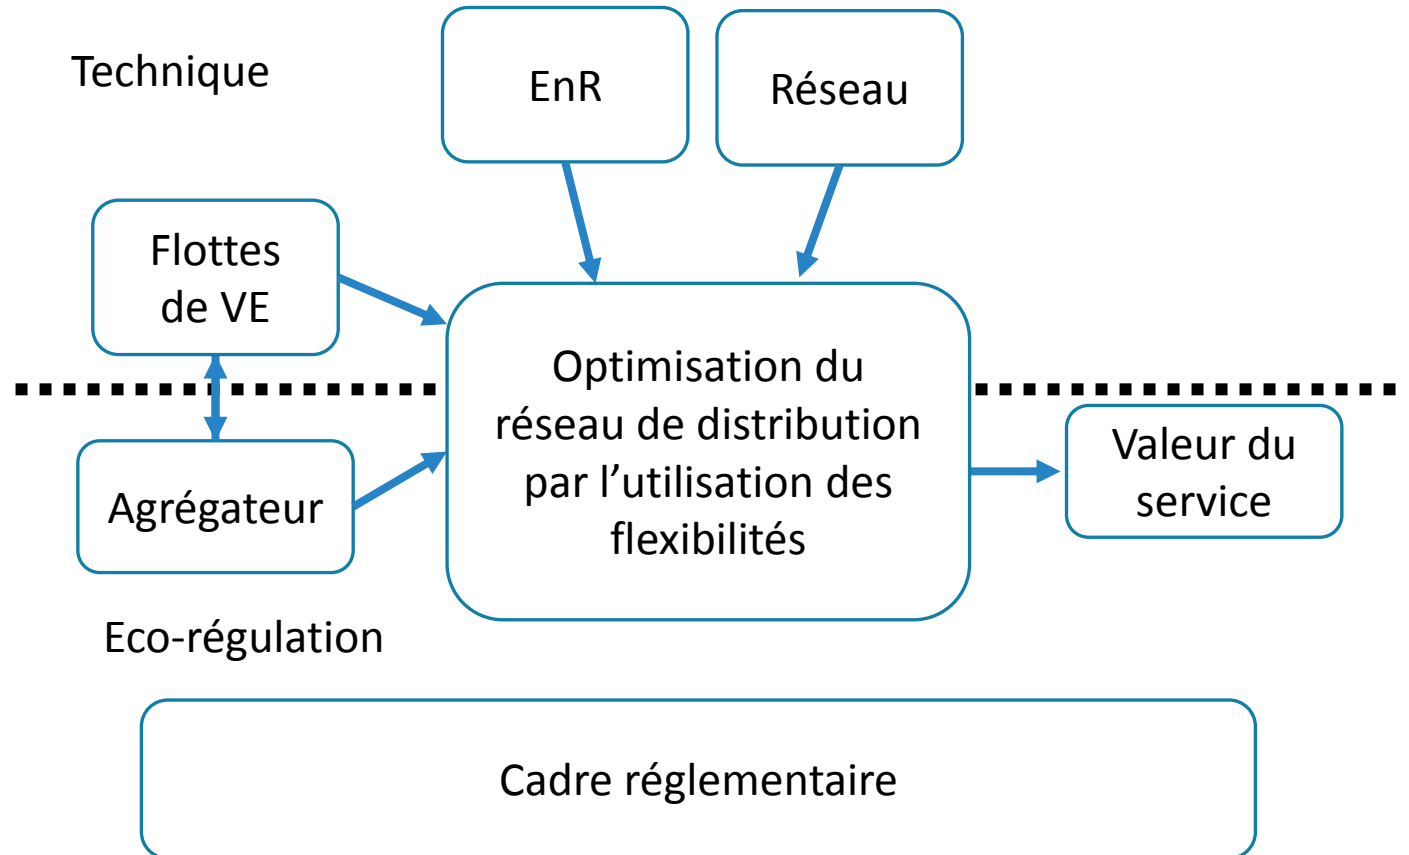 Technique
EnR
Réseau
Flottes
de VE
Optimisation du
réseau de distribution
par l’utilisation des
flexibilités
Agrégateur
Valeur du
service
Eco-régulation
Cadre réglementaire